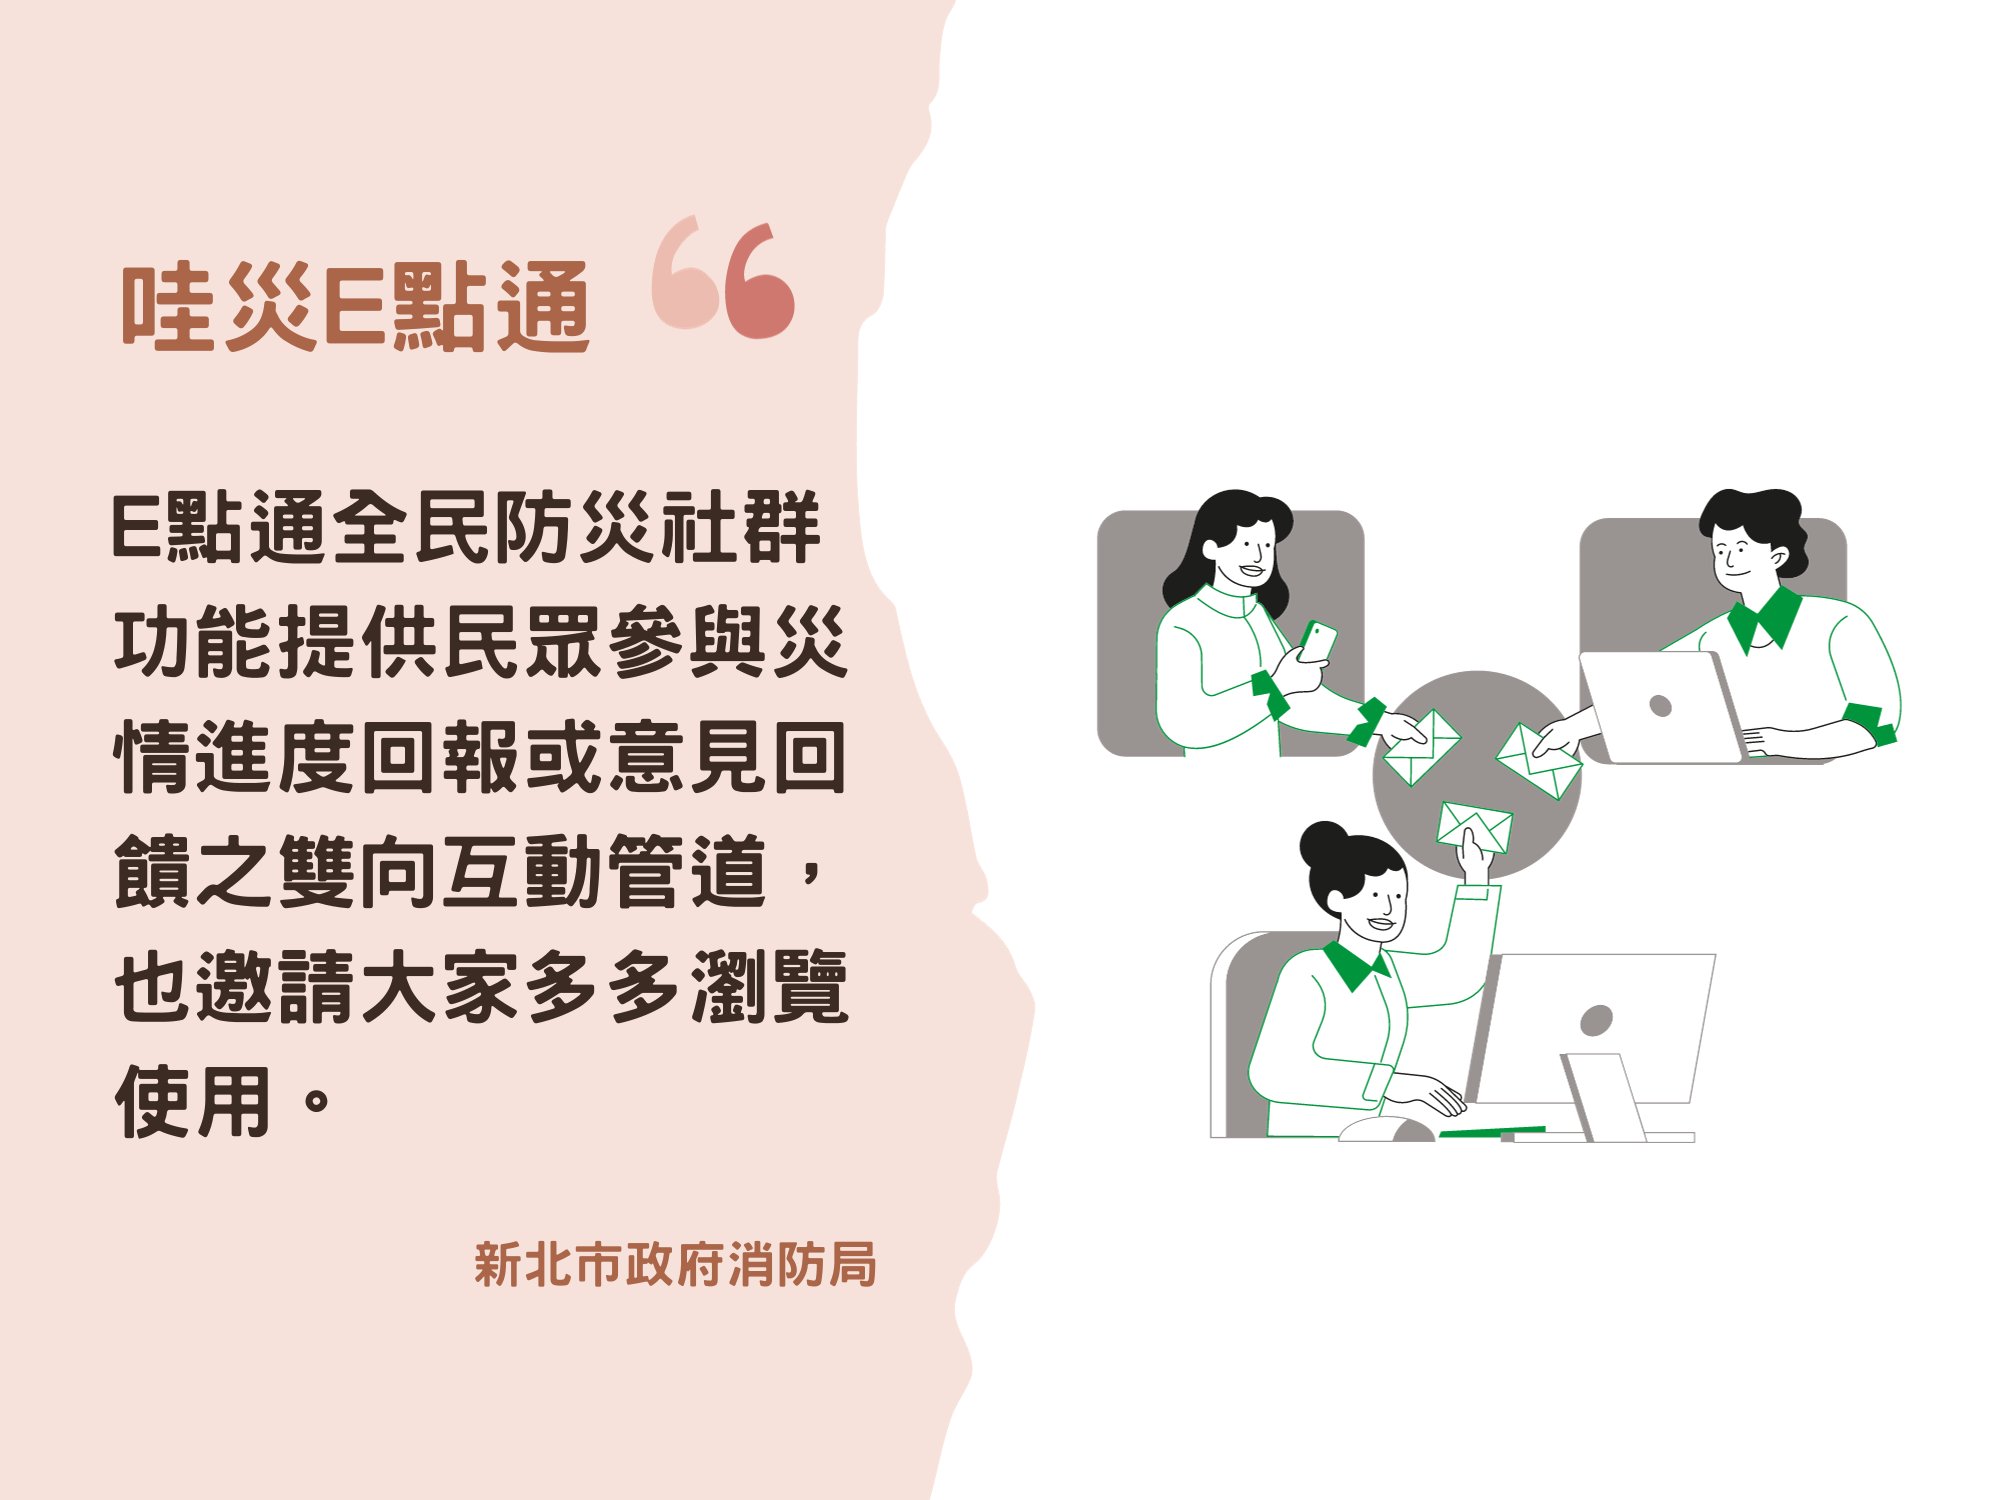 哇災E點通
E點通全民防災社群
功能提供民眾參與災
情進度回報或意見回
饋之雙向互動管道，
也邀請大家多多瀏覽
使用。
新北市政府消防局